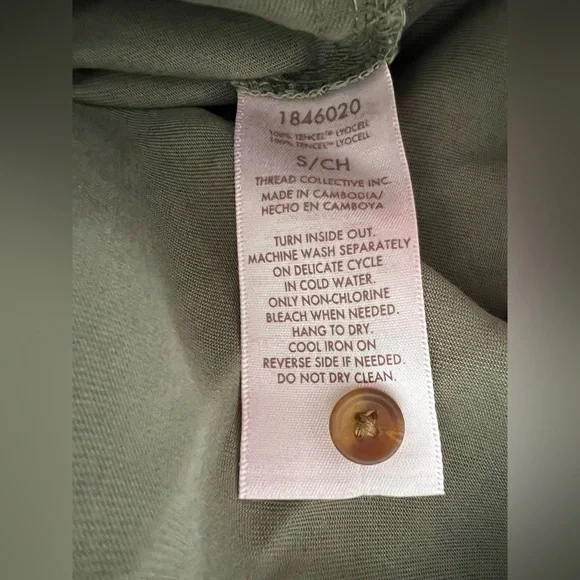 1846020
100% TENCEL™ LYOCELL
100% TENCEL™ LYOCELL
S/CH
THREAD COLLECTIVE INC.
MADE IN CAMBODIA/
HECHO EN CAMBOYA
TURN INSIDE OUT.
MACHINE WASH SEPARATELY
ON DELICATE CYCLE
IN COLD WATER.
ONLY NON-CHLORINE
BLEACH WHEN NEEDED.
HANG TO DRY.
COOL IRON ON
REVERSE SIDE IF NEEDED.
DO NOT DRY CLEAN.